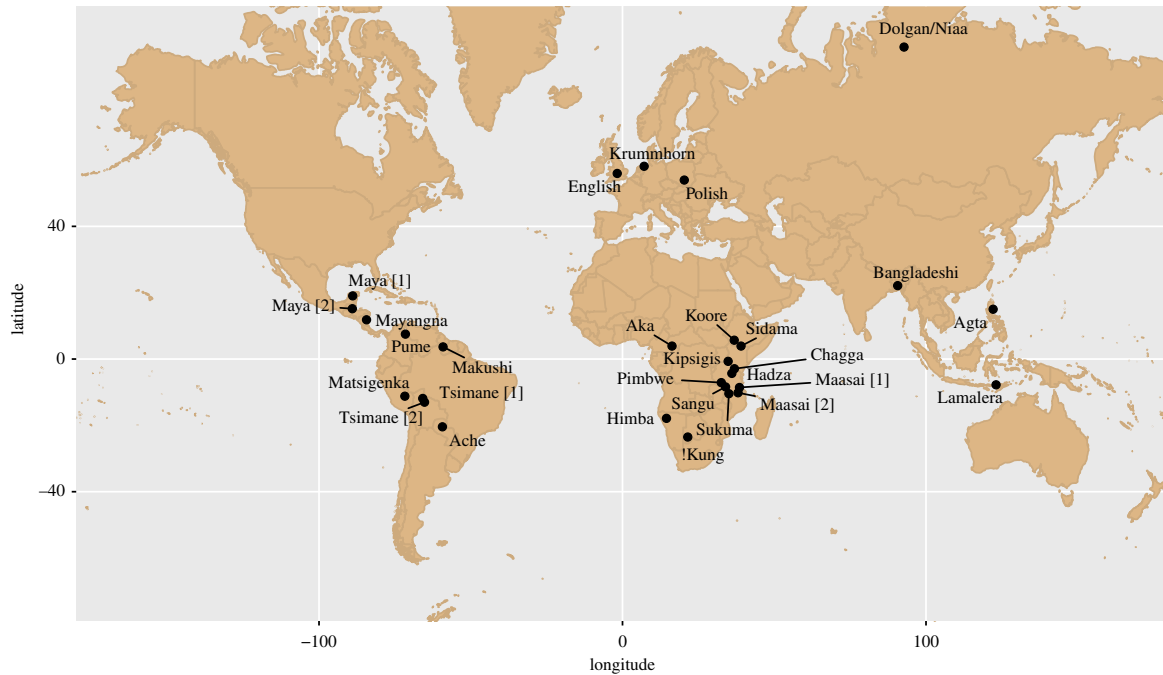 Dolgan/Niaa
Krummhorn
English
Polish
40
Bangladeshi
Maya [1]
Maya [2]
Mayangna
Koore
Sidama
Aka
Agta
latitude
Pume
Makushi
0
Kipsigis
Chagga
Matsigenka
Tsimane [1]
Pimbwe
Hadza
Maasai [1]
Lamalera
Tsimane [2]
Sangu
Maasai [2]
Himba
Sukuma
Ache
!Kung
−40
−100
0
100
longitude